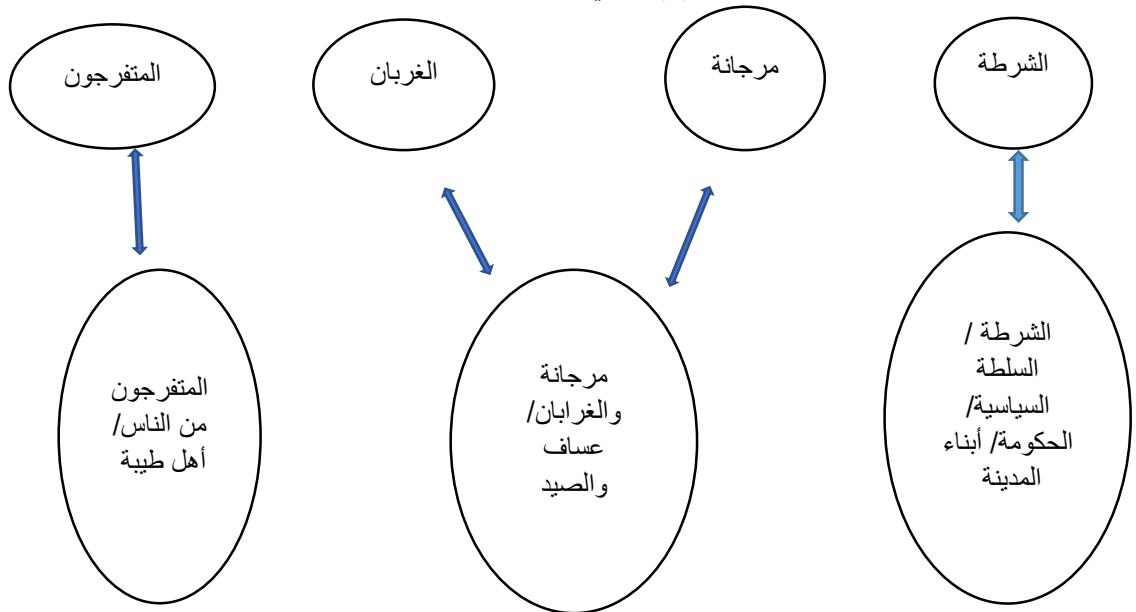 الشرطة
مرجانة
الغربان
المتفرجون
الشرطة /
السلطة
السياسية/
الحكومة/ أبناء
المدينة
مرجانة
والغرابان/
عساف
والصيد
المتفرجون
من الناس/
أهل طيبة